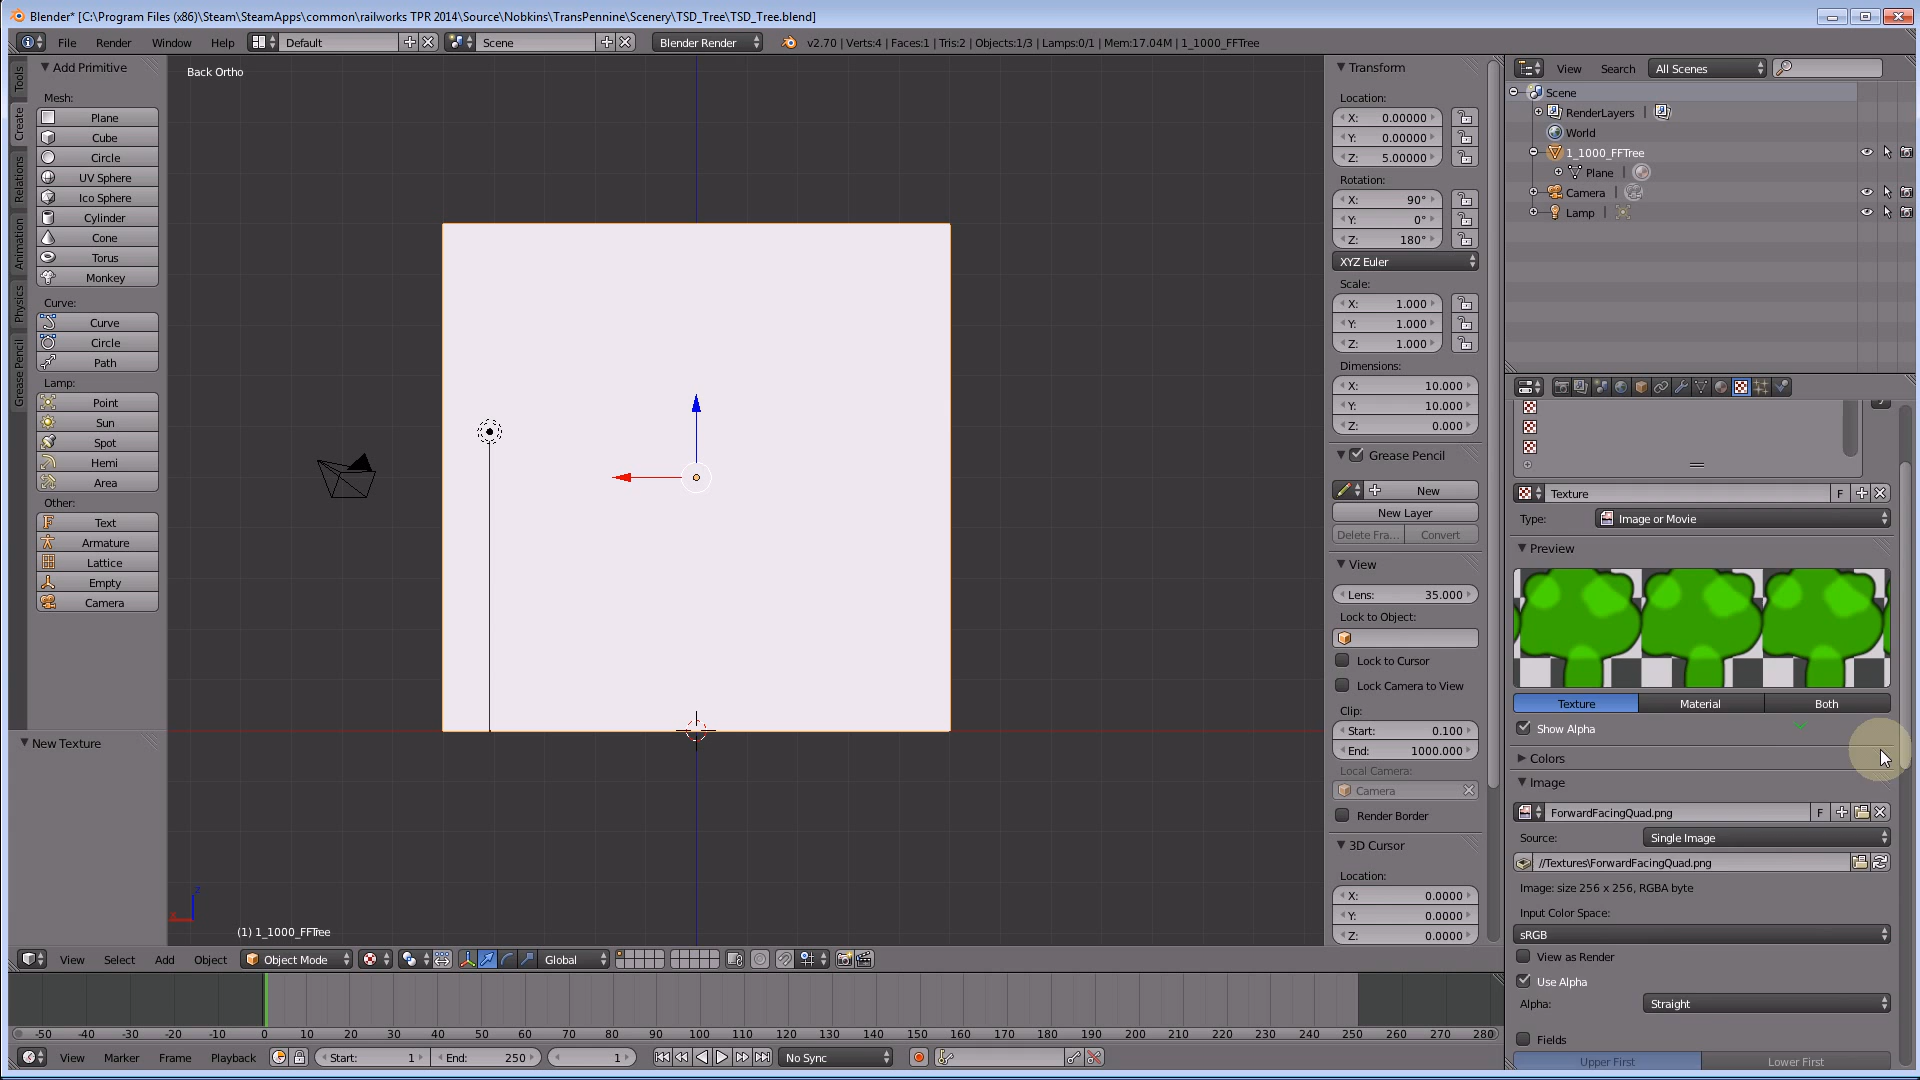 Blender* [C:\Program Files (x86)\Steam\SteamApps\common\railworks TPR 2014\Source\Nobkins\TransPennine\Scenery\TSD_Tree\TSD_Tree.blend]
File Render Window Help Default Scene Blender Render v2.70 | Verts:4 | Faces:1 | Tris:2 | Objects:1/3 | Lamps:0/1 | Mem:17.04M | 1_1000_FFTree
Tools
Create
Relations
Animation
Physics
Grease Pencil
Add Primitive
Mesh:
Plane
Cube
Circle
UV Sphere
Ico Sphere
Cylinder
Cone
Torus
Monkey
Curve:
Curve
Circle
Path
Lamp:
Point
Sun
Spot
Hemi
Area
Other:
Text
Armature
Lattice
Empty
Camera
New Texture
Back Ortho
z
x
(1) 1_1000_FFTree
Transform
Location:
X: 0.00000
Y: 0.00000
Z: 5.00000
Rotation:
X: 90°
Y: 0°
Z: 180°
XYZ Euler
Scale:
X: 1.000
Y: 1.000
Z: 1.000
Dimensions:
X: 10.000
Y: 10.000
Z: 0.000
Grease Pencil
New
New Layer
Delete Fra... Convert
View
Lens: 35.000
Lock to Object:
Lock to Cursor
Lock Camera to View
Clip:
Start: 0.100
End: 1000.000
Local Camera:
Camera
Render Border
3D Cursor
Location:
X: 0.0000
Y: 0.0000
Z: 0.0000
View Search All Scenes
Scene
RenderLayers |
World
1_1000_FFTree
Plane |
Camera |
Lamp |
Texture F
Type: Image or Movie
Preview
Texture Material Both
Show Alpha
Colors
Image
ForwardFacingQuad.png F
Source: Single Image
//Textures\ForwardFacingQuad.png
Image: size 256 x 256, RGBA byte
Input Color Space:
sRGB
View as Render
Use Alpha
Alpha: Straight
Fields
Upper First Lower First
View Select Add Object Object Mode Global
-50 -40 -30 -20 -10 0 10 20 30 40 50 60 70 80 90 100 110 120 130 140 150 160 170 180 190 200 210 220 230 240 250 260 270 280
View Marker Frame Playback Start: 1 End: 250 1 No Sync